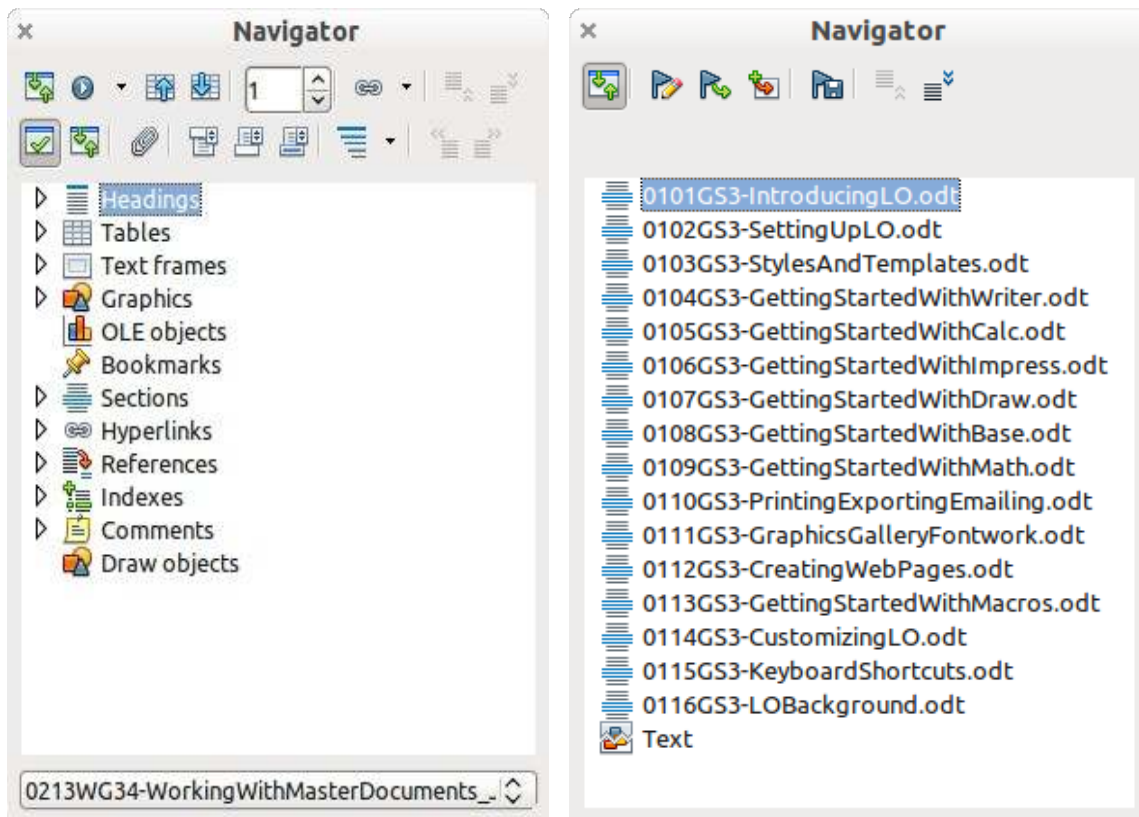 Navigator
1
Headings
Tables
Text frames
Graphics
OLE objects
Bookmarks
Sections
Hyperlinks
References
Indexes
Comments
Draw objects
0213WG34-WorkingWithMasterDocuments_..
Navigator
0101GS3-IntroducingLO.odt
0102GS3-SettingUpLO.odt
0103GS3-StylesAndTemplates.odt
0104GS3-GettingStartedWithWriter.odt
0105GS3-GettingStartedWithCalc.odt
0106GS3-GettingStartedWithImpress.odt
0107GS3-GettingStartedWithDraw.odt
0108GS3-GettingStartedWithBase.odt
0109GS3-GettingStartedWithMath.odt
0110GS3-PrintingExportingEmailing.odt
0111GS3-GraphicsGalleryFontwork.odt
0112GS3-CreatingWebPages.odt
0113GS3-GettingStartedWithMacros.odt
0114GS3-CustomizingLO.odt
0115GS3-KeyboardShortcuts.odt
0116GS3-LOBackground.odt
Text